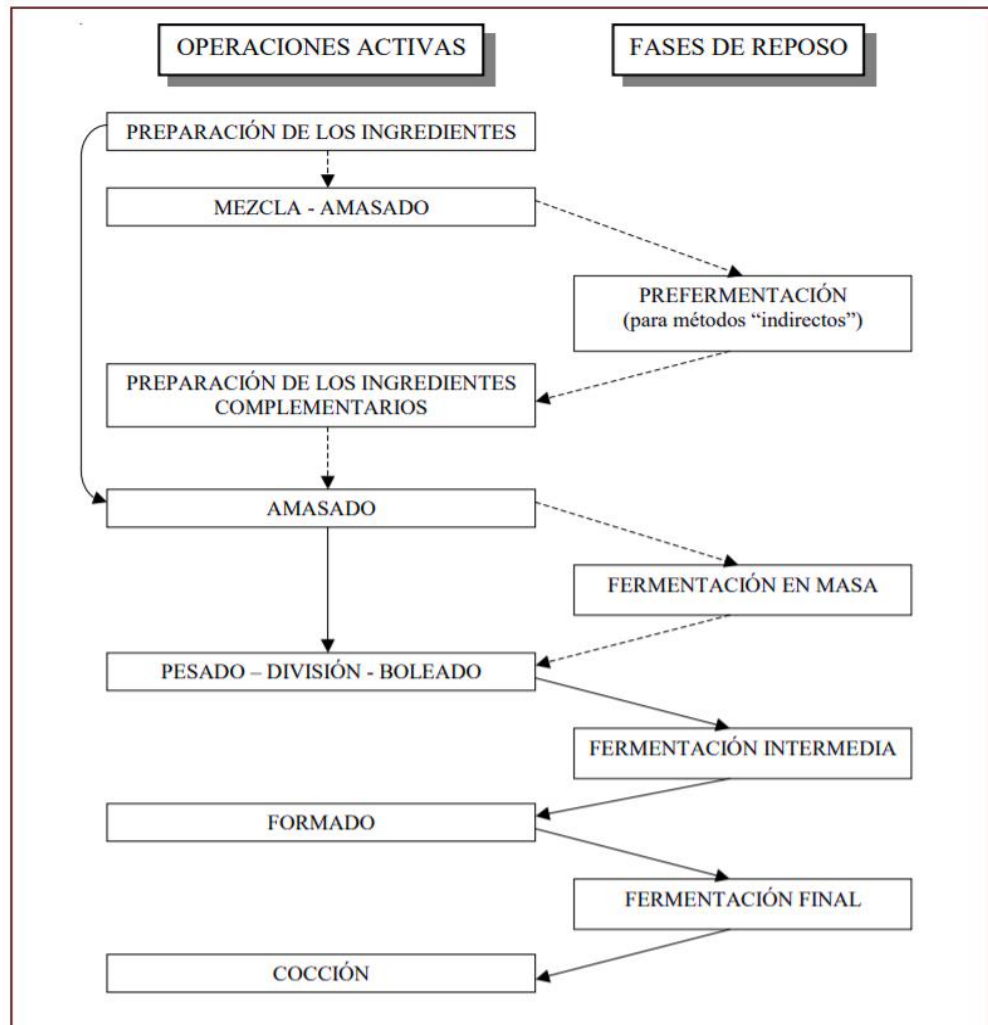 OPERACIONES ACTIVAS
FASES DE REPOSO
PREPARACIÓN DE LOS INGREDIENTES
MEZCLA - AMASADO
PREFERMENTACIÓN
(para métodos “indirectos”)
PREPARACIÓN DE LOS INGREDIENTES
COMPLEMENTARIOS
AMASADO
FERMENTACIÓN EN MASA
PESADO – DIVISIÓN - BOLEADO
FERMENTACIÓN INTERMEDIA
FORMADO
FERMENTACIÓN FINAL
COCCIÓN